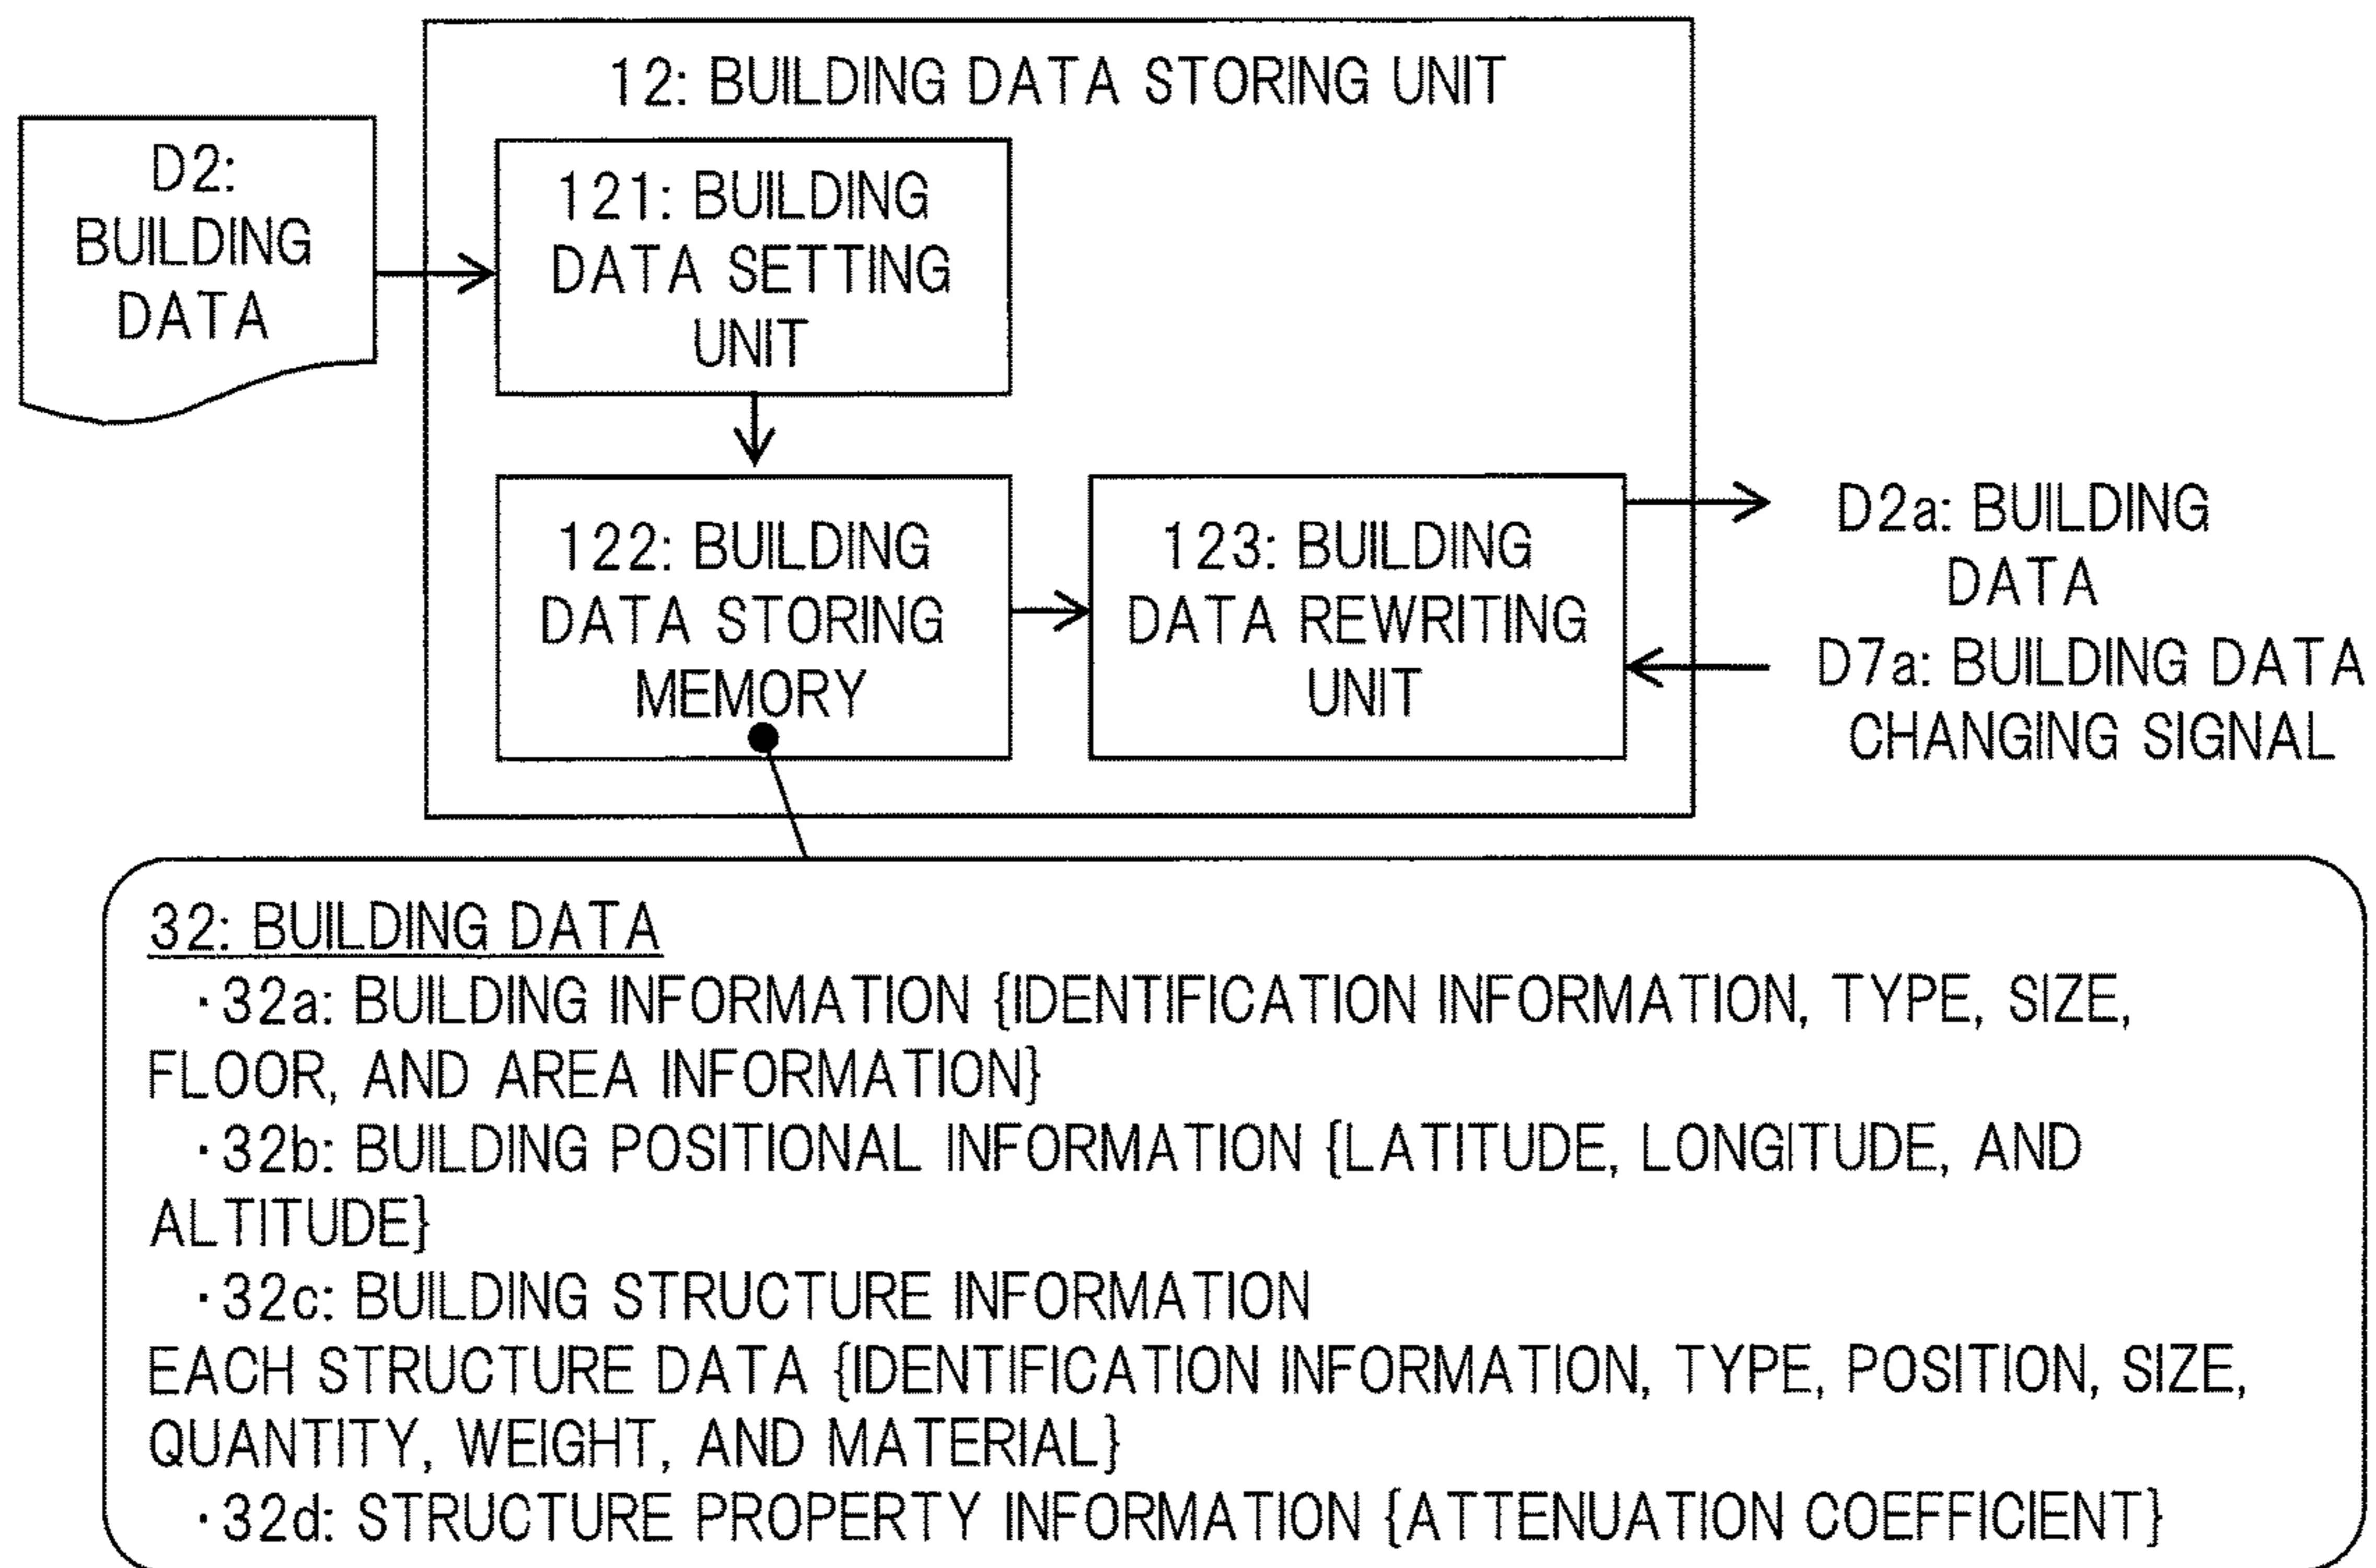 12: BUILDING DATA STORING UNIT
D2:
BUILDING
DATA
121: BUILDING
DATA SETTING
UNIT
122: BUILDING
DATA STORING
MEMORY
123: BUILDING
DATA REWRITING
UNIT
D2a: BUILDING
DATA
D7a: BUILDING DATA
CHANGING SIGNAL
32: BUILDING DATA
・32a: BUILDING INFORMATION {IDENTIFICATION INFORMATION, TYPE, SIZE,
FLOOR, AND AREA INFORMATION}
・32b: BUILDING POSITIONAL INFORMATION {LATITUDE, LONGITUDE, AND
ALTITUDE}
・32c: BUILDING STRUCTURE INFORMATION
EACH STRUCTURE DATA {IDENTIFICATION INFORMATION, TYPE, POSITION, SIZE,
QUANTITY, WEIGHT, AND MATERIAL}
・32d: STRUCTURE PROPERTY INFORMATION {ATTENUATION COEFFICIENT}